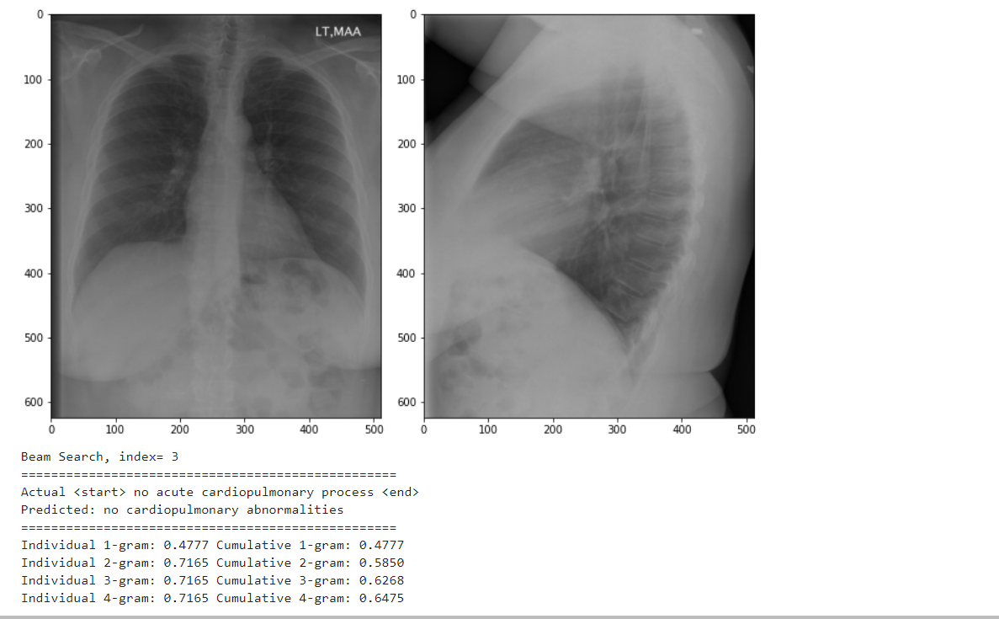 LT,MAA
0
100
200
300
400
500
600
0 100 200 300 400 500
0
100
200
300
400
500
600
0 100 200 300 400 500
Beam Search, index= 3
==================================================
Actual <start> no acute cardiopulmonary process <end>
Predicted: no cardiopulmonary abnormalities
==================================================
Individual 1-gram: 0.4777 Cumulative 1-gram: 0.4777
Individual 2-gram: 0.7165 Cumulative 2-gram: 0.5850
Individual 3-gram: 0.7165 Cumulative 3-gram: 0.6268
Individual 4-gram: 0.7165 Cumulative 4-gram: 0.6475